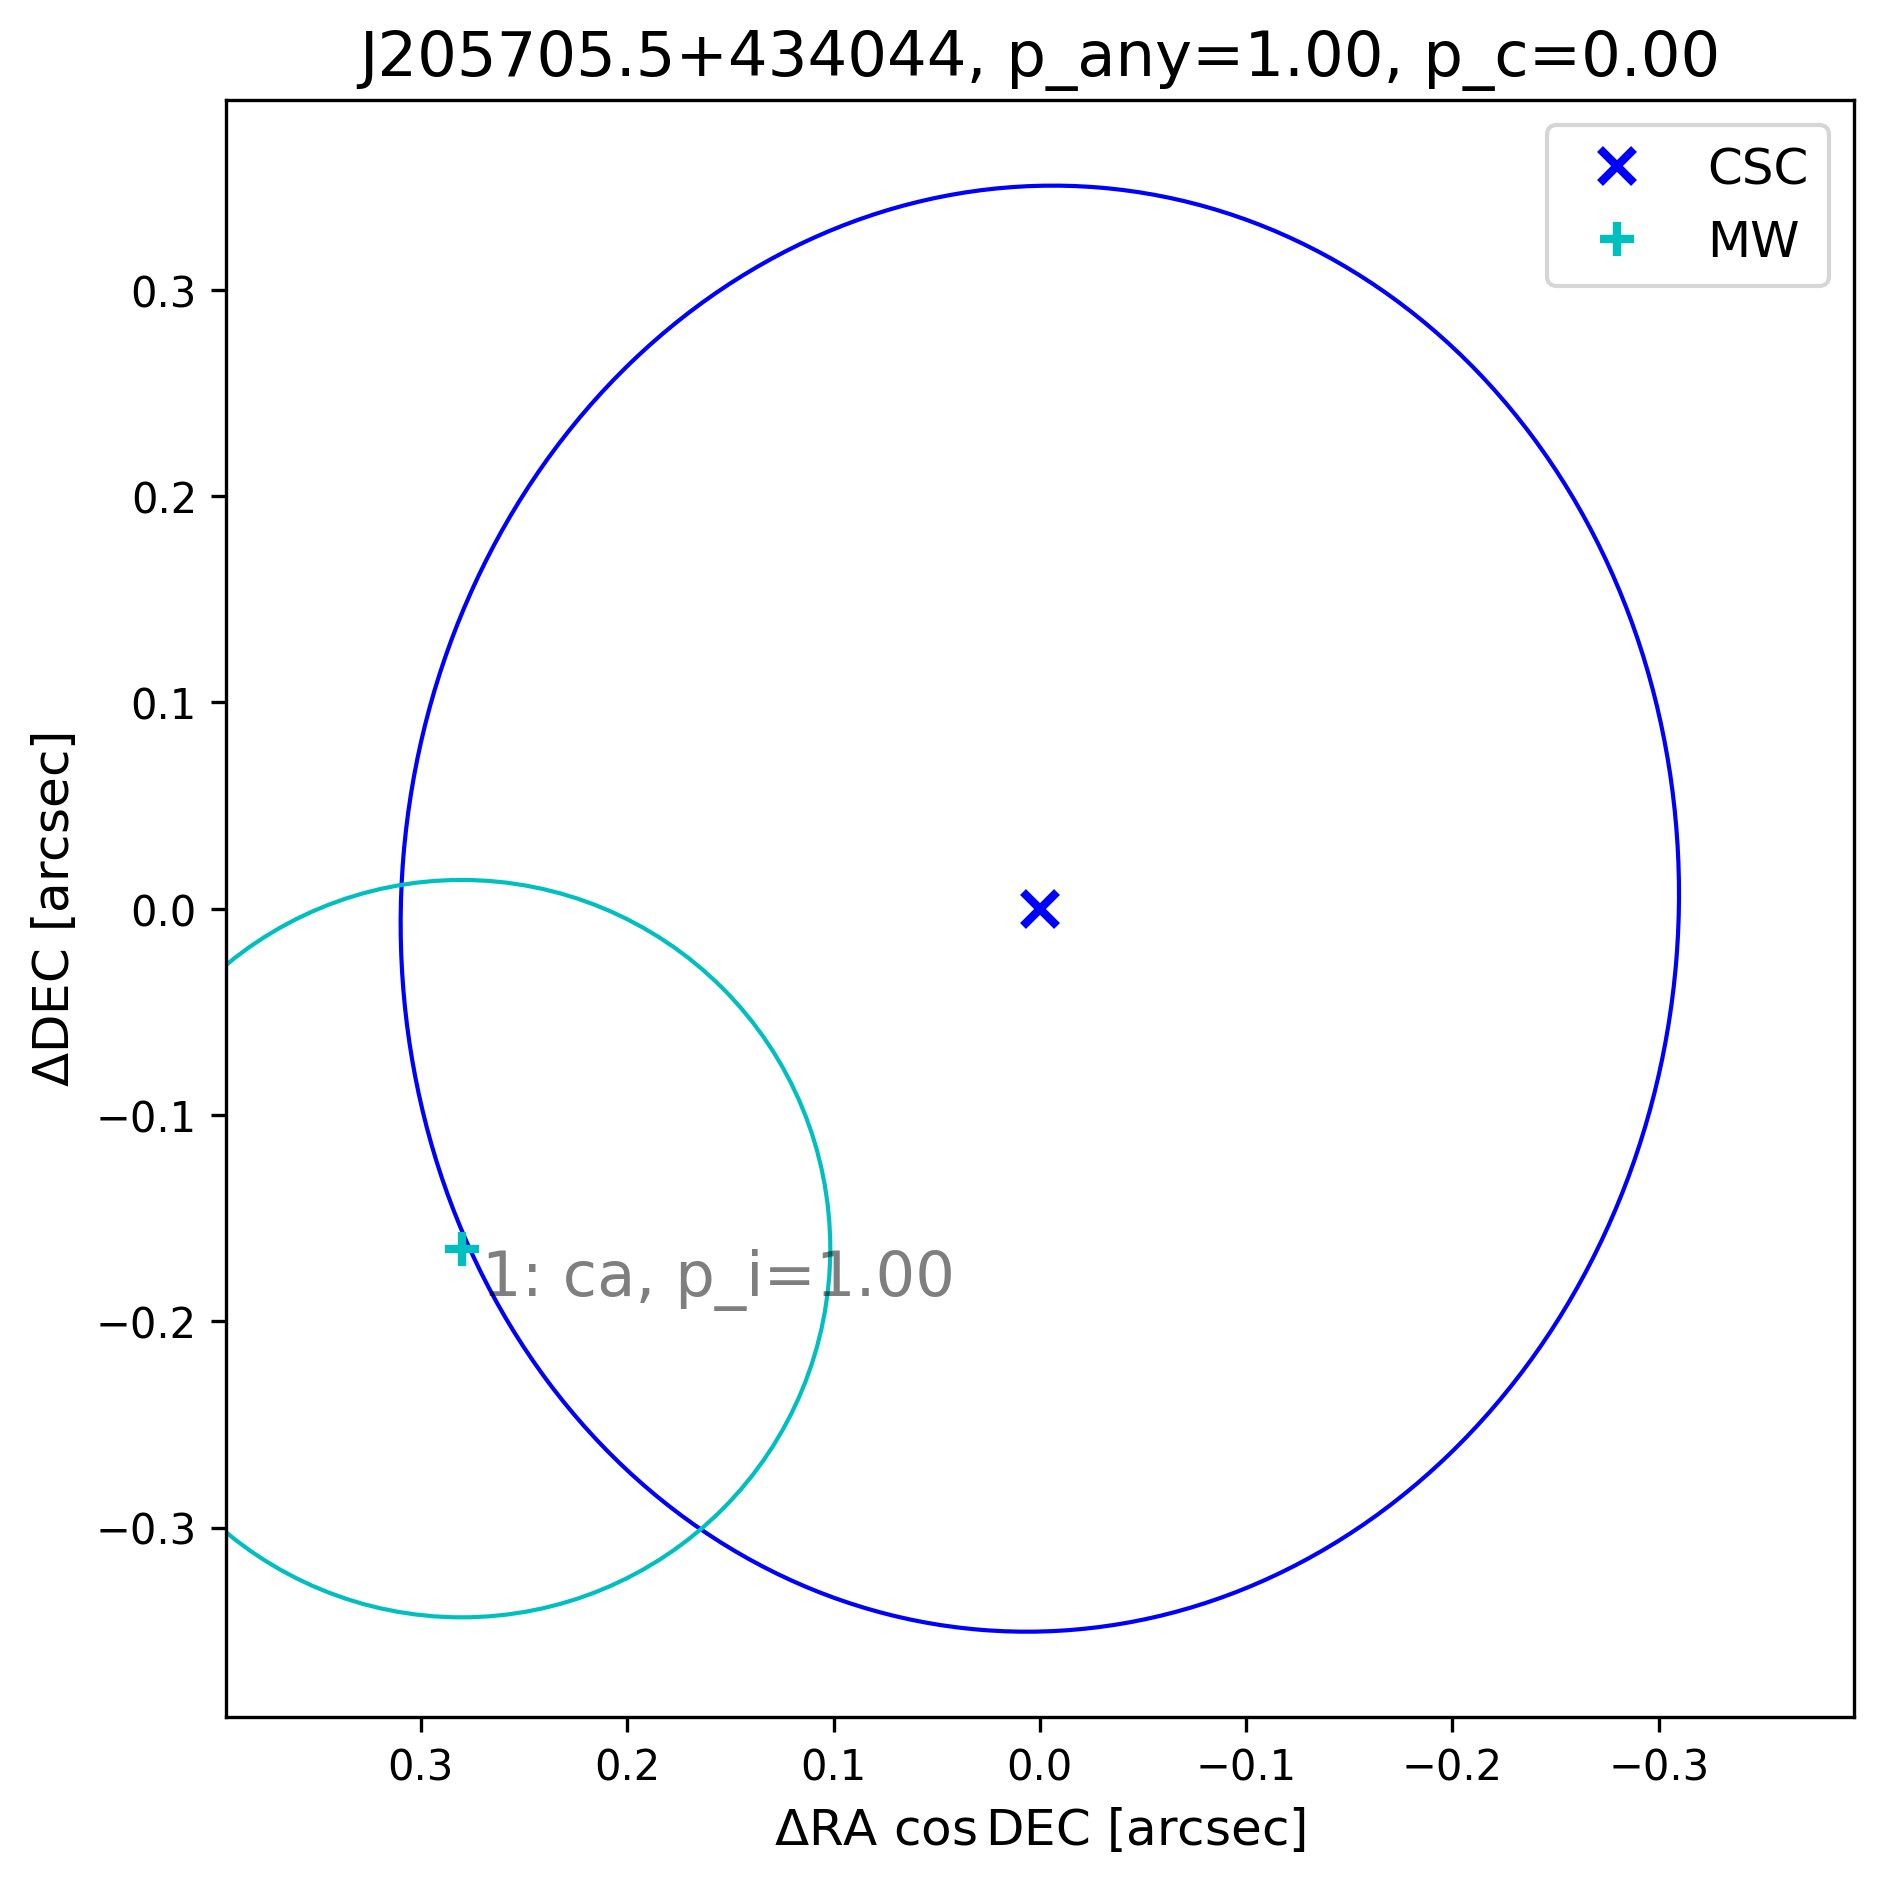 J205705.5+434044, p_any=1.00, p_c=0.00
CSC
MW
0.3
0.2
0.1
0.0
−0.1
−0.2
−0.3
ΔDEC [arcsec]
1: ca, p_i=1.00
0.3
0.2
0.1
0.0
−0.1
−0.2
−0.3
ΔRA cos DEC [arcsec]